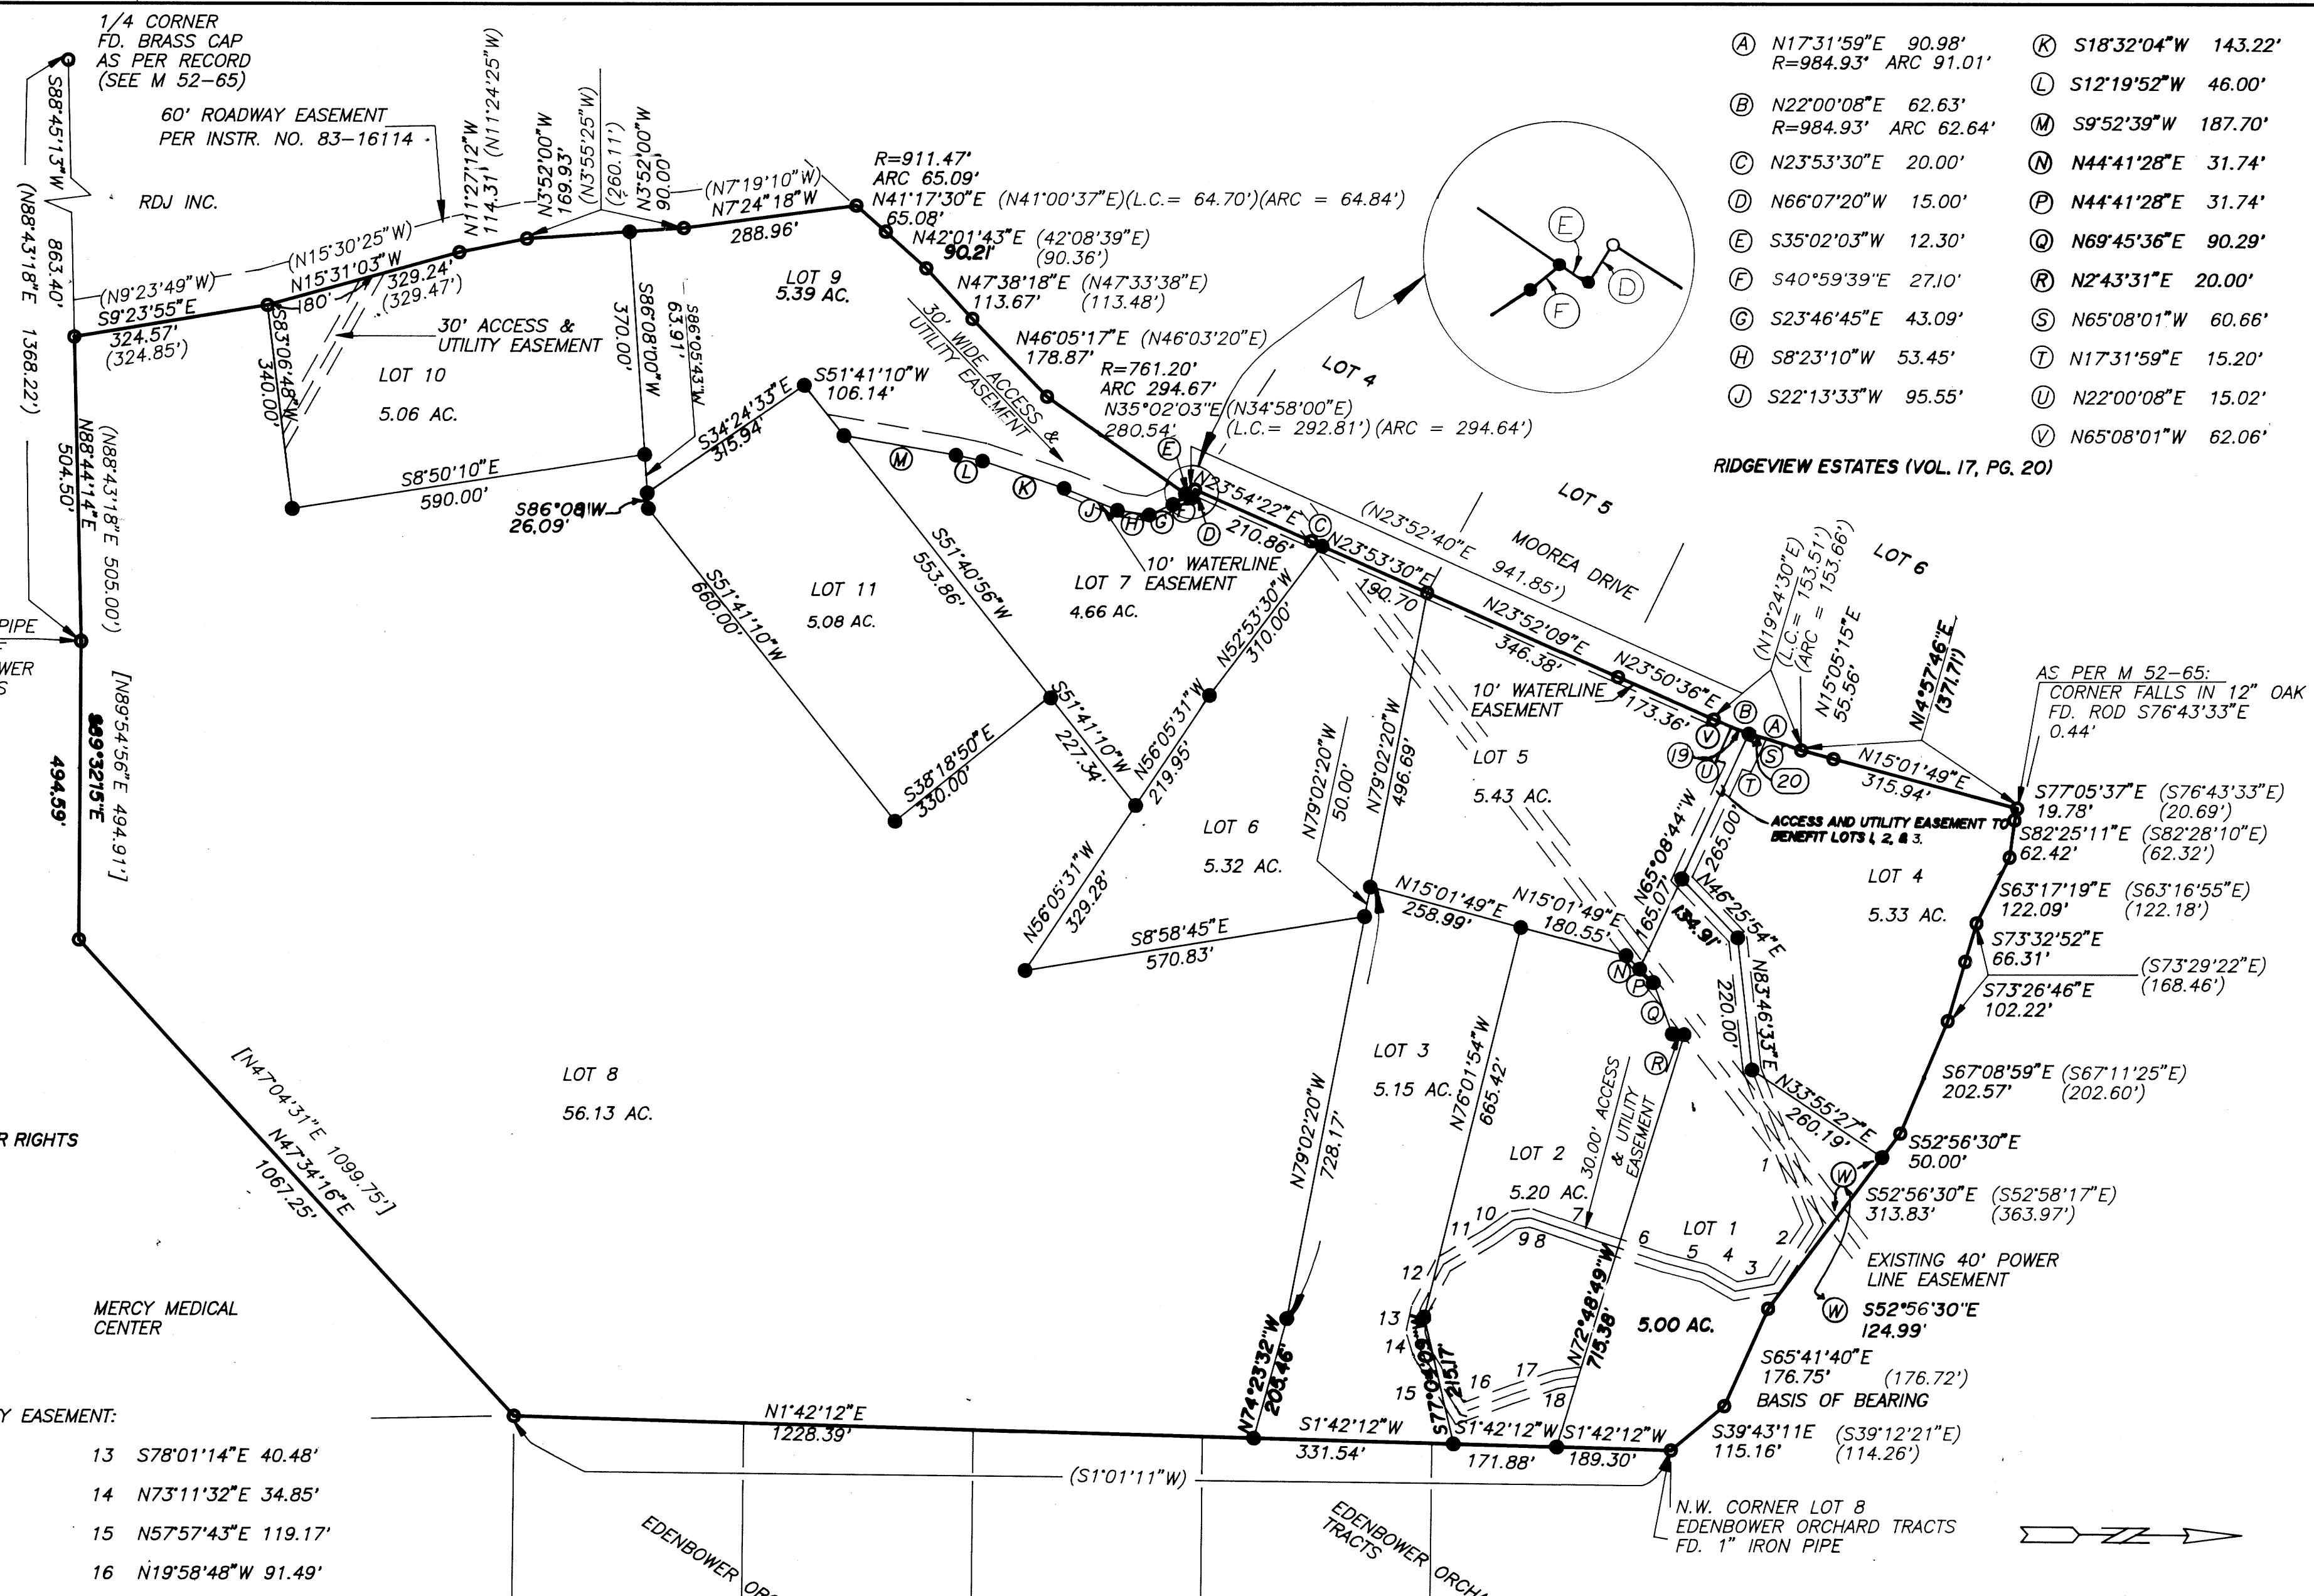 1/4 CORNER
FD. BRASS CAP
AS PER RECORD
(SEE M 52-65)
60' ROADWAY EASEMENT
PER INSTR. NO. 83-16114
RDJ INC.
S88°45'13"W 863.40'
(N88°43'18"E 1368.22')
(N9°23'49"W)
S9°23'55"E
324.57'
(324.85')
(N15°30'25"W)
N15°31'03"W
329.24'
(329.47')
180'
N11°27'12"W
114.31' (N11°24'25"W)
N3°52'00"W
169.93'
(N3°55'25"W)
(260.11')
N3°52'00"W
90.00'
(N7°19'10"W)
N7°24'18"W
288.96'
R=911.47'
ARC 65.09'
N41°17'30"E (N41°00'37"E)(L.C.= 64.70')(ARC = 64.84')
65.08'
N42°01'43"E (42°08'39"E)
90.21' (90.36')
N47°38'18"E (N47°33'38"E)
113.67' (113.48')
N46°05'17"E (N46°03'20"E)
178.87'
R=761.20'
ARC 294.67'
N35°02'03"E (N34°58'00"E)
280.54' (L.C.= 292.81') (ARC = 294.64')
LOT 9
5.39 AC.
30' WIDE ACCESS &
UTILITY EASEMENT
30' ACCESS &
UTILITY EASEMENT
LOT 10
5.06 AC.
S83°06'48"W
340.00'
S86°08'00"W
370.00'
S86°05'43"W
63.91'
S34°24'33"E
315.94'
S51°41'10"W
106.14'
S8°50'10"E
590.00'
S86°08'W
26.09'
S51°41'10"W
660.00'
LOT 11
5.08 AC.
S51°40'56"W
553.86'
S38°18'50"E
330.00'
S51°41'10"W
227.34'
M
L
K
J
H
G
F
E
D
C
10' WATERLINE
EASEMENT
LOT 7
4.66 AC.
N52°53'30"W
310.00'
N56°05'31"W
219.95'
N56°05'31"W
329.28'
S8°58'45"E
570.83'
LOT 6
5.32 AC.
E
D
F
LOT 4
LOT 5
LOT 6
MOOREA DRIVE
N23°54'22"E
210.86'
(N23°52'40"E 941.85')
N23°53'30"E
190.70
N23°52'09"E
346.38'
N23°50'36"E
173.36'
10' WATERLINE
EASEMENT
(N19°24'30"E)
(L.C.= 153.51')
(ARC = 153.66')
N15°05'15"E
55.56'
N14°57'46"E
(371.71')
N15°01'49"E
315.94'
B
A
V
S
19
U
T
20
A N17°31'59"E 90.98'
R=984.93' ARC 91.01'
B N22°00'08"E 62.63'
R=984.93' ARC 62.64'
C N23°53'30"E 20.00'
D N66°07'20"W 15.00'
E S35°02'03"W 12.30'
F S40°59'39"E 27.10'
G S23°46'45"E 43.09'
H S8°23'10"W 53.45'
J S22°13'33"W 95.55'
K S18°32'04"W 143.22'
L S12°19'52"W 46.00'
M S9°52'39"W 187.70'
N N44°41'28"E 31.74'
P N44°41'28"E 31.74'
Q N69°45'36"E 90.29'
R N2°43'31"E 20.00'
S N65°08'01"W 60.66'
T N17°31'59"E 15.20'
U N22°00'08"E 15.02'
V N65°08'01"W 62.06'
RIDGEVIEW ESTATES (VOL. 17, PG. 20)
AS PER M 52-65:
CORNER FALLS IN 12" OAK
FD. ROD S76°43'33"E
0.44'
S77°05'37"E (S76°43'33"E)
19.78' (20.69')
S82°25'11"E (S82°28'10"E)
62.42' (62.32')
S63°17'19"E (S63°16'55"E)
122.09' (122.18')
S73°32'52"E
66.31'
(S73°29'22"E)
(168.46')
S73°26'46"E
102.22'
S67°08'59"E (S67°11'25"E)
202.57' (202.60')
S52°56'30"E
50.00'
W
S52°56'30"E (S52°58'17"E)
313.83' (363.97')
EXISTING 40' POWER
LINE EASEMENT
W S52°56'30"E
124.99'
S65°41'40"E
176.75' (176.72')
BASIS OF BEARING
S39°43'11E (S39°12'21"E)
115.16' (114.26')
N.W. CORNER LOT 8
EDENBOWER ORCHARD TRACTS
FD. 1" IRON PIPE
ACCESS AND UTILITY EASEMENT TO
BENEFIT LOTS 1, 2, & 3.
LOT 5
5.43 AC.
LOT 4
5.33 AC.
N65°08'44"W
165.07'
265.00'
N46°25'54"E
134.91'
N83°46'33"E
220.00'
N33°55'27"E
260.19'
N79°02'20"W
496.69'
N79°02'20"W
50.00'
N15°01'49"E
258.99'
N15°01'49"E
180.55'
N
P
Q
R
LOT 3
5.15 AC.
N79°02'20"W
728.17'
N76°01'54"W
665.42'
LOT 2
5.20 AC.
30.00' ACCESS
& UTILITY
EASEMENT
LOT 1
5.00 AC.
N72°48'49"W
715.38'
1
2
3
4
5
6
7
8
9
10
11
12
13
14
15
16
17
18
N74°23'32"W
205.46'
S77°04'09"W
215.17'
S1°42'12"W
331.54'
S1°42'12"W
171.88'
S1°42'12"W
189.30'
N1°42'12"E
1228.39'
(S1°01'11"W)
EDENBOWER
EDENBOWER
TRACTS
LOT 8
56.13 AC.
N88°44'14"E
504.50'
(N88°43'18"E 505.00')
PIPE
[N89°54'56"E 494.91']
S89°32'15"E
494.59'
[N47°04'31"E 1099.75']
N47°34'16"E
1067.25'
RIGHTS
MERCY MEDICAL
CENTER
EASEMENT:
13 S78°01'14"E 40.48'
14 N73°11'32"E 34.85'
15 N57°57'43"E 119.17'
16 N19°58'48"W 91.49'